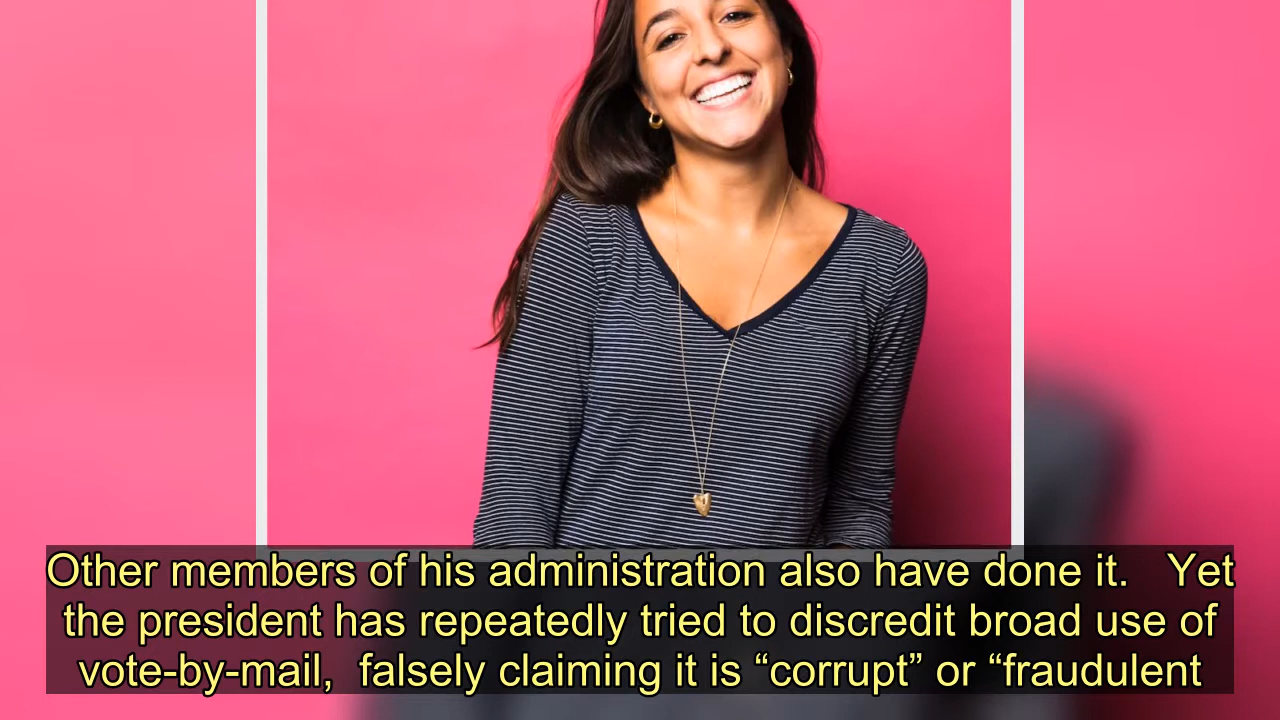 Other members of his administration also have done it.   Yet
the president has repeatedly tried to discredit broad use of
vote-by-mail,  falsely claiming it is “corrupt” or “fraudulent